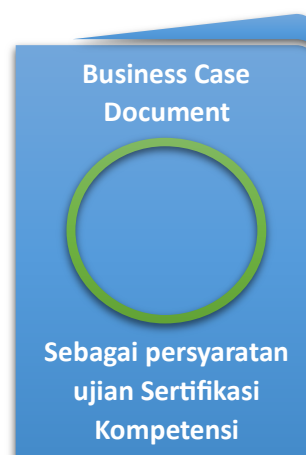 Business Case
Document
Sebagai persyaratan
ujian Sertifikasi
Kompetensi